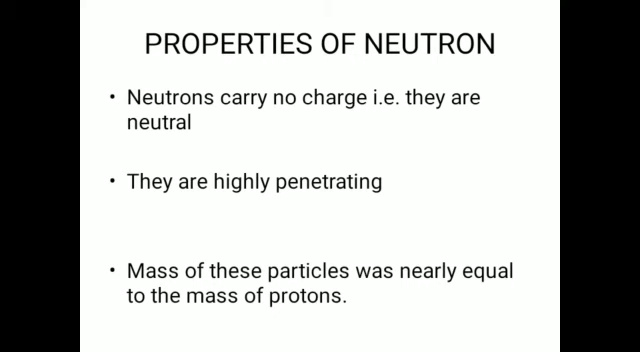 PROPERTIES OF NEUTRON
• Neutrons carry no charge i.e. they are
neutral
• They are highly penetrating
• Mass of these particles was nearly equal
to the mass of protons.